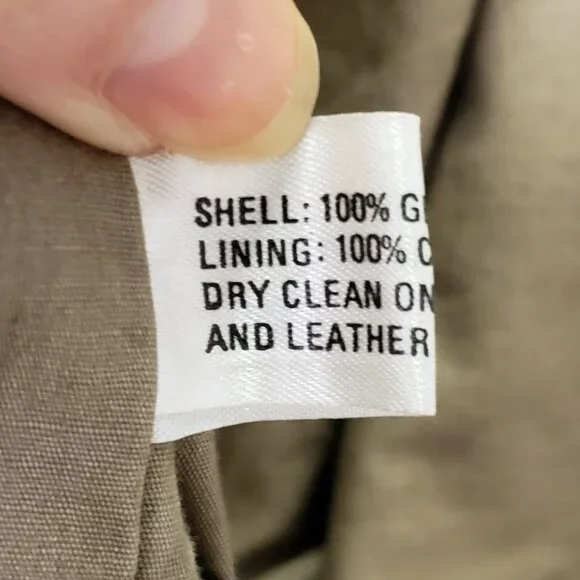 SHELL: 100% G
LINING: 100% C
DRY CLEAN ON
AND LEATHER